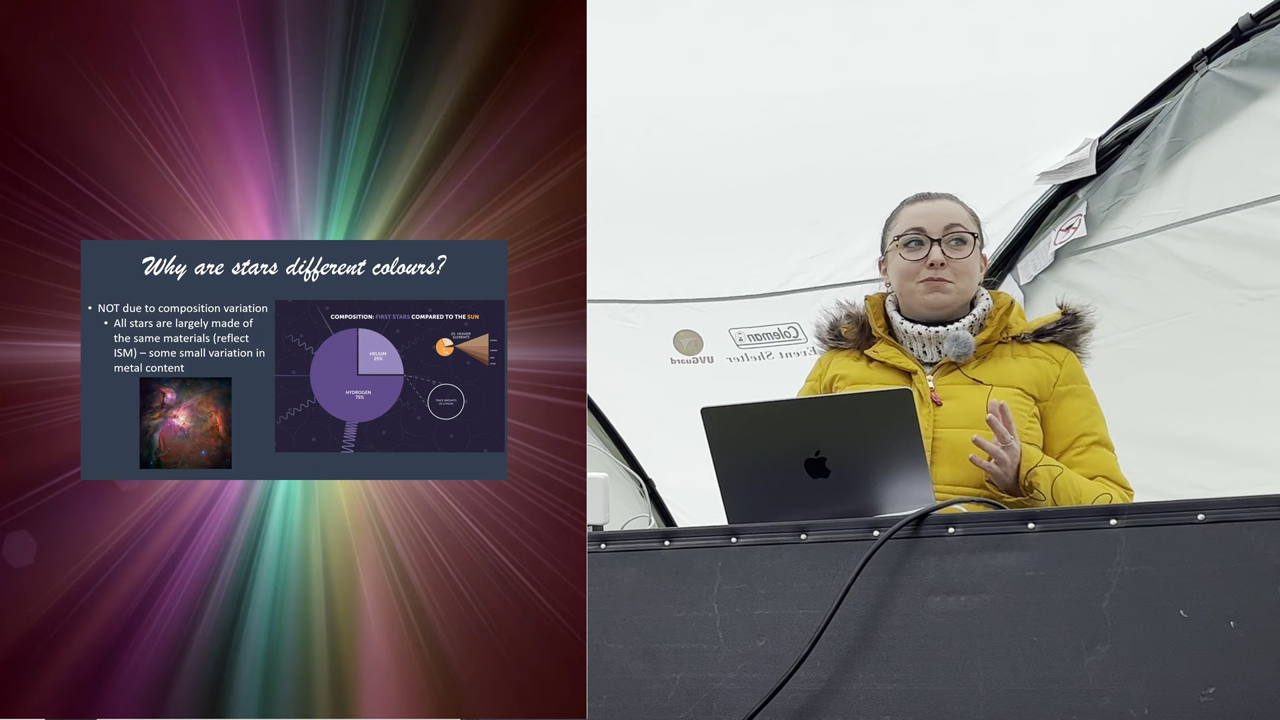 Why are stars different colours?
• NOT due to composition variation
• All stars are largely made of
the same materials (reflect
ISM) – some small variation in
metal content
COMPOSITION: FIRST STARS COMPARED TO THE SUN
HELIUM
25%
HYDROGEN
75%
HEAVER
ELEMENTS
Coleman
Event Shelter
UVGuard